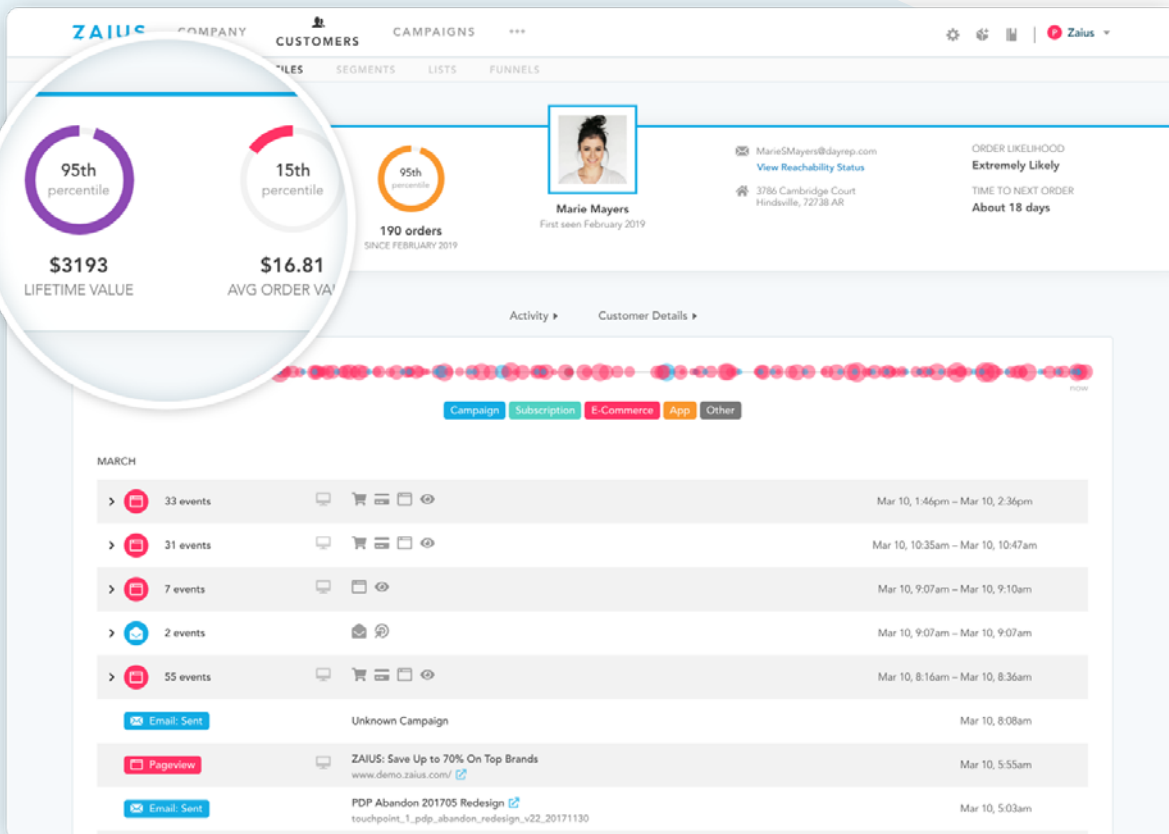 ZAIUS COMPANY CUSTOMERS CAMPAIGNS •••
P Zaius
SEGMENTS LISTS FUNNELS
95th
percentile
$3193
LIFETIME VALUE
15th
percentile
$16.81
AVG ORDER VA
95th
percentile
190 orders
SINCE FEBRUARY 2019
Marie Mayers
First seen February 2019
MarieSMayers@dayrep.com
View Reachability Status
3786 Cambridge Court
Hindsville, 72738 AR
ORDER LIKELIHOOD
Extremely Likely
TIME TO NEXT ORDER
About 18 days
Activity
Customer Details
now
Campaign Subscription E-Commerce App Other
MARCH
33 events Mar 10, 1:46pm – Mar 10, 2:36pm
31 events Mar 10, 10:35am – Mar 10, 10:47am
7 events Mar 10, 9:07am – Mar 10, 9:10am
2 events Mar 10, 9:07am – Mar 10, 9:07am
55 events Mar 10, 8:16am – Mar 10, 8:36am
Email: Sent Unknown Campaign Mar 10, 8:08am
Pageview ZAIUS: Save Up to 70% On Top Brands Mar 10, 5:55am
www.demo.zaius.com/
Email: Sent PDP Abandon 201705 Redesign Mar 10, 5:03am
touchpoint_1_pdp_abandon_redesign_v22_20171130